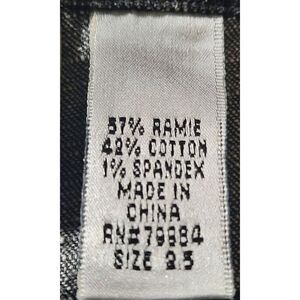 57% RAMIE
42% COTTON
1% SPANDEX
MADE IN
CHINA
RN# 79884
SIZE 2.5